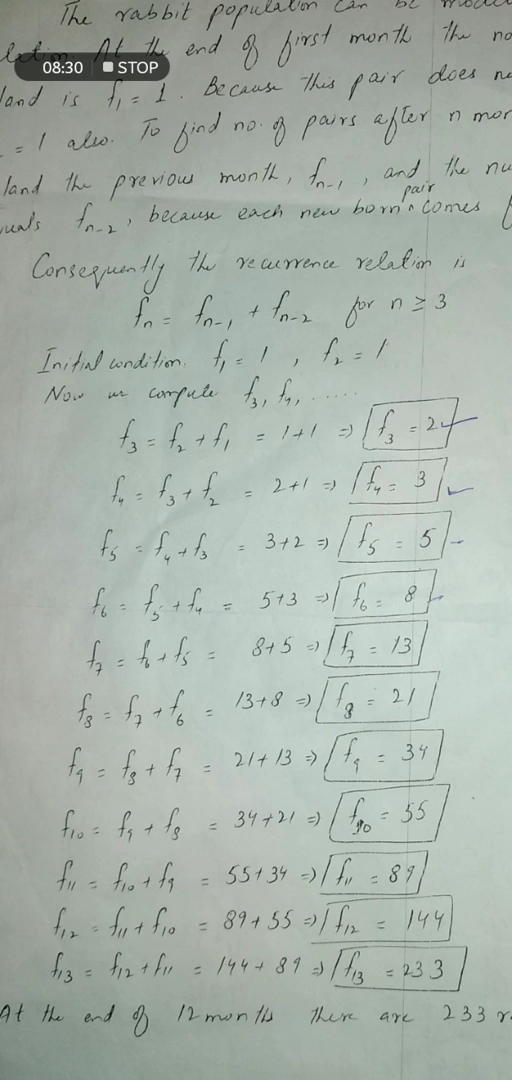 The rabbit population can be
At the end of first month the no
08:30 STOP
land is f₁ = 1. Because this pair does
= 1 also. To find no. of pairs after n mon
land the previous month, fₙ₋₁, and the nu
fₙ₋₂, because each new born pair comes
Consequently the recurrence relation is
fₙ = fₙ₋₁ + fₙ₋₂ for n ≥ 3
Initial condition. f₁ = 1 , f₂ = 1
Now we compute f₃, f₄, .....
f₃ = f₂ + f₁ = 1+1 => f₃ = 2
f₄ = f₃ + f₂ = 2+1 => f₄ = 3
f₅ = f₄ + f₃ = 3+2 => f₅ = 5
f₆ = f₅ + f₄ = 5+3 => f₆ = 8
f₇ = f₆ + f₅ = 8+5 => f₇ = 13
f₈ = f₇ + f₆ = 13+8 => f₈ = 21
f₉ = f₈ + f₇ = 21+13 => f₉ = 34
f₁₀ = f₉ + f₈ = 34+21 => f₁₀ = 55
f₁₁ = f₁₀ + f₉ = 55+34 => f₁₁ = 89
f₁₂ = f₁₁ + f₁₀ = 89+55 => f₁₂ = 144
f₁₃ = f₁₂ + f₁₁ = 144+89 => f₁₃ = 233
At the end of 12 months there are 233